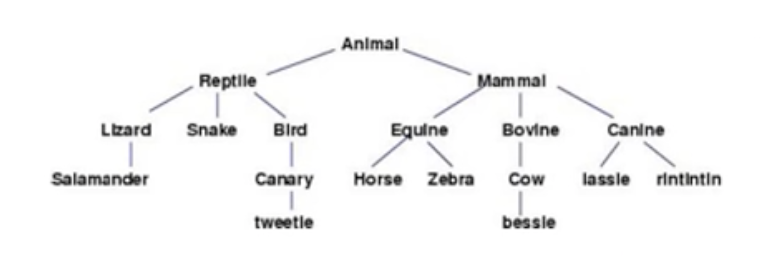 Animal
Reptile Mammal
Lizard Snake Bird Equine Bovine Canine
Salamander Canary Horse Zebra Cow lassie rintintin
tweetie bessie